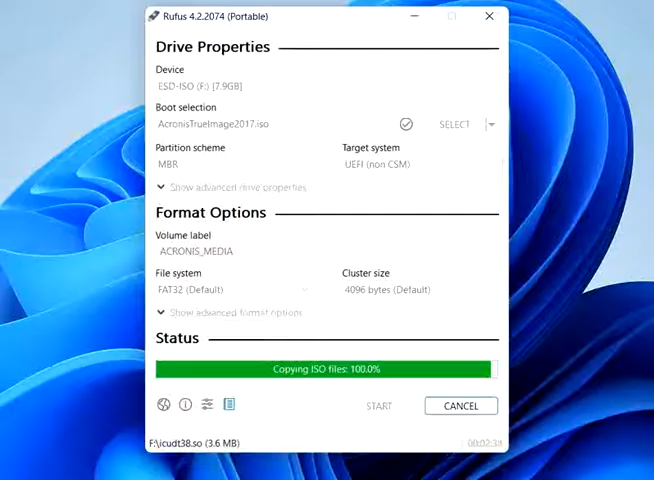 Rufus 4.2.2074 (Portable)
Drive Properties
Device
ESD-ISO (F:) [7.9GB]
Boot selection
AcronisTrueImage2017.iso
SELECT
Partition scheme
Target system
MBR
UEFI (non CSM)
Show advanced drive properties
Format Options
Volume label
ACRONIS_MEDIA
File system
Cluster size
FAT32 (Default)
4096 bytes (Default)
Show advanced format options
Status
Copying ISO files: 100.0%
START
CANCEL
F:\icudt38.so (3.6 MB)